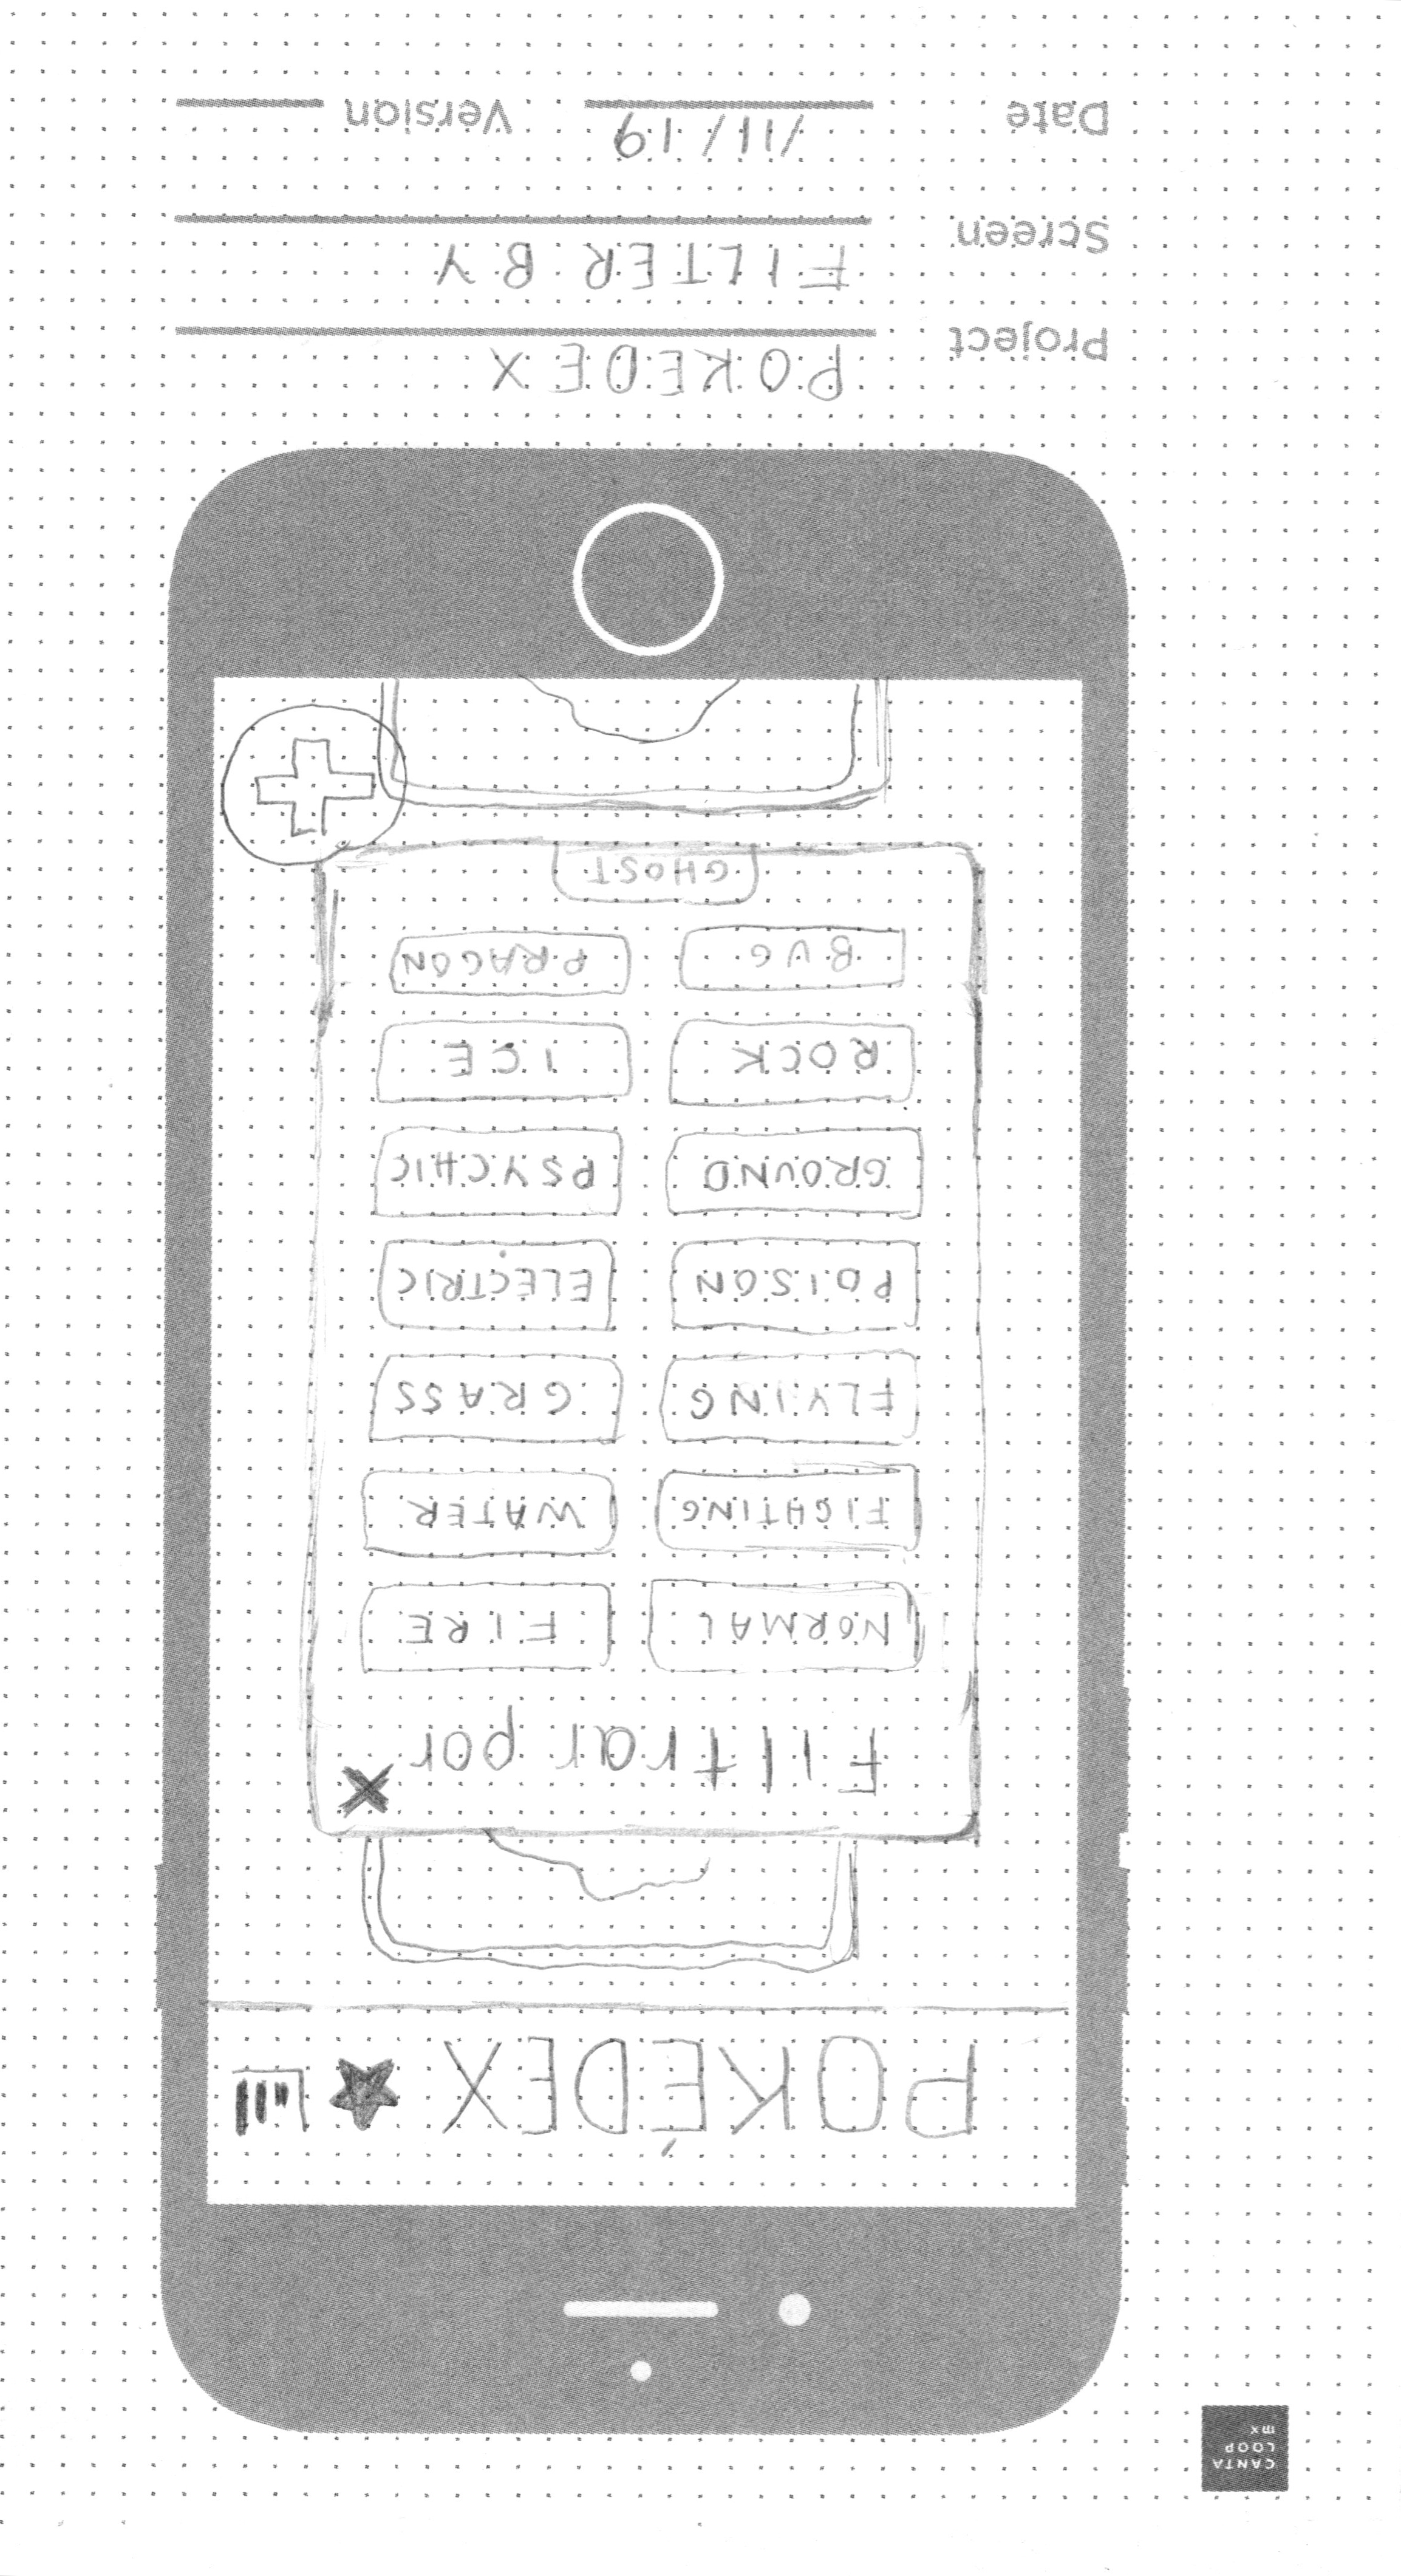 CANTA
LOOP
POKÉDEX
Filtrar por
NORMAL FIRE
FIGHTING WATER
FLYING GRASS
POISON ELECTRIC
GROUND PSYCHIC
ROCK ICE
BUG DRAGON
GHOST
Project POKEDEX
Screen FILTER BY
Date /11/19 Version